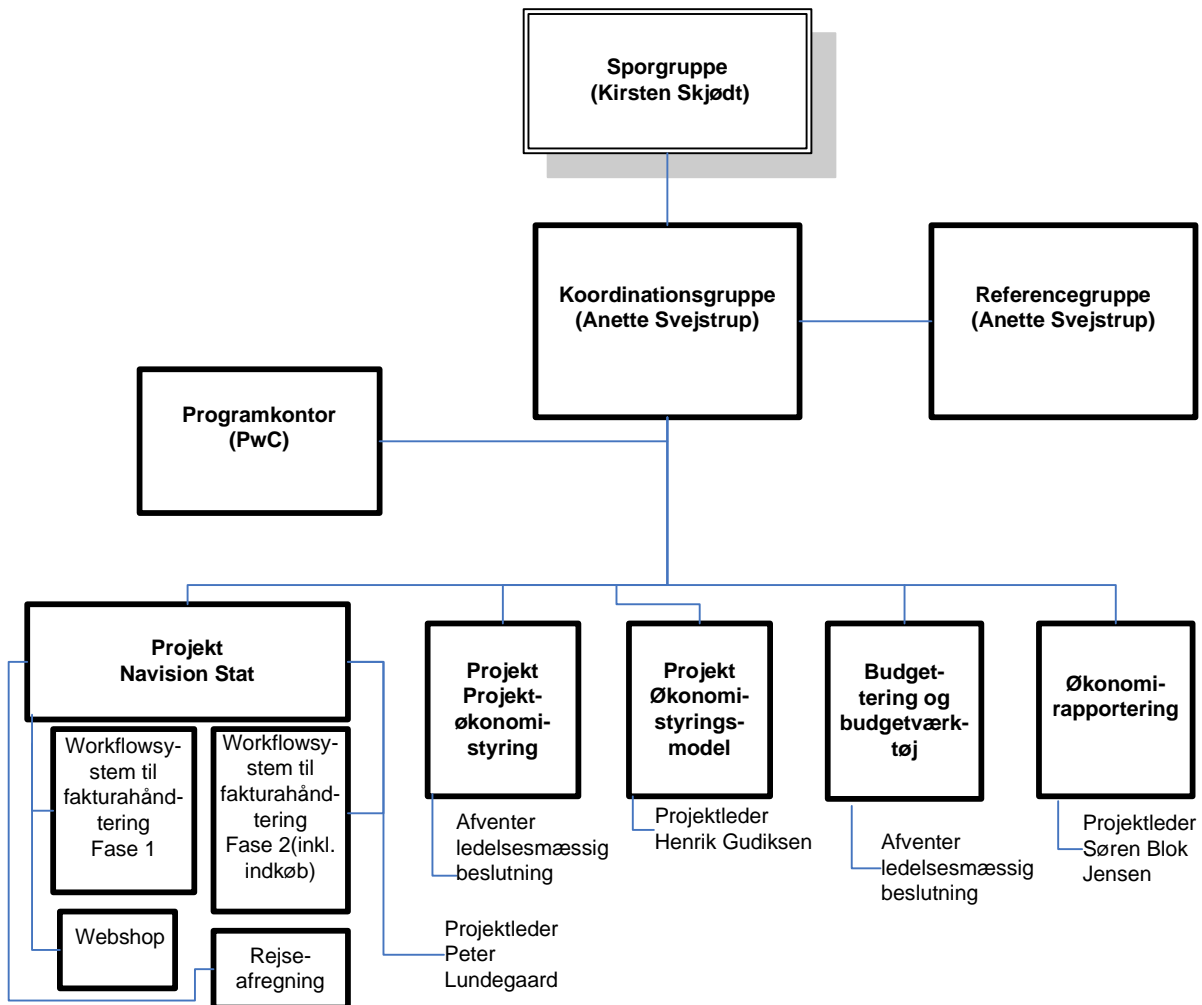 Sporgruppe
(Kirsten Skjødt)
Koordinationsgruppe
(Anette Svejstrup)
Referencegruppe
(Anette Svejstrup)
Programkontor
(PwC)
Projekt
Navision Stat
Projekt
Projekt-
økonomi-
styring
Projekt
Økonomi-
styrings-
model
Budget-
tering og
budgetværk-
tøj
Økonomi-
rapportering
Workflowsy-
stem til
fakturahånd-
tering
Fase 1
Workflowsy-
stem til
fakturahånd-
tering
Fase 2(inkl.
indkøb)
Afventer
ledelsesmæssig
beslutning
Projektleder
Henrik Gudiksen
Afventer
ledelsesmæssig
beslutning
Projektleder
Søren Blok
Jensen
Webshop
Rejse-
afregning
Projektleder
Peter
Lundegaard